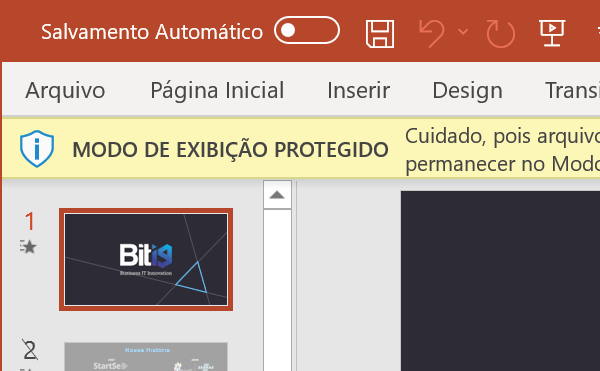 Salvamento Automático
Arquivo Página Inicial Inserir Design Transi
MODO DE EXIBIÇÃO PROTEGIDO
Cuidado, pois arquivo
permanecer no Modo
1
Bit
Business IT Innovation
2
Nossa História
StartSe